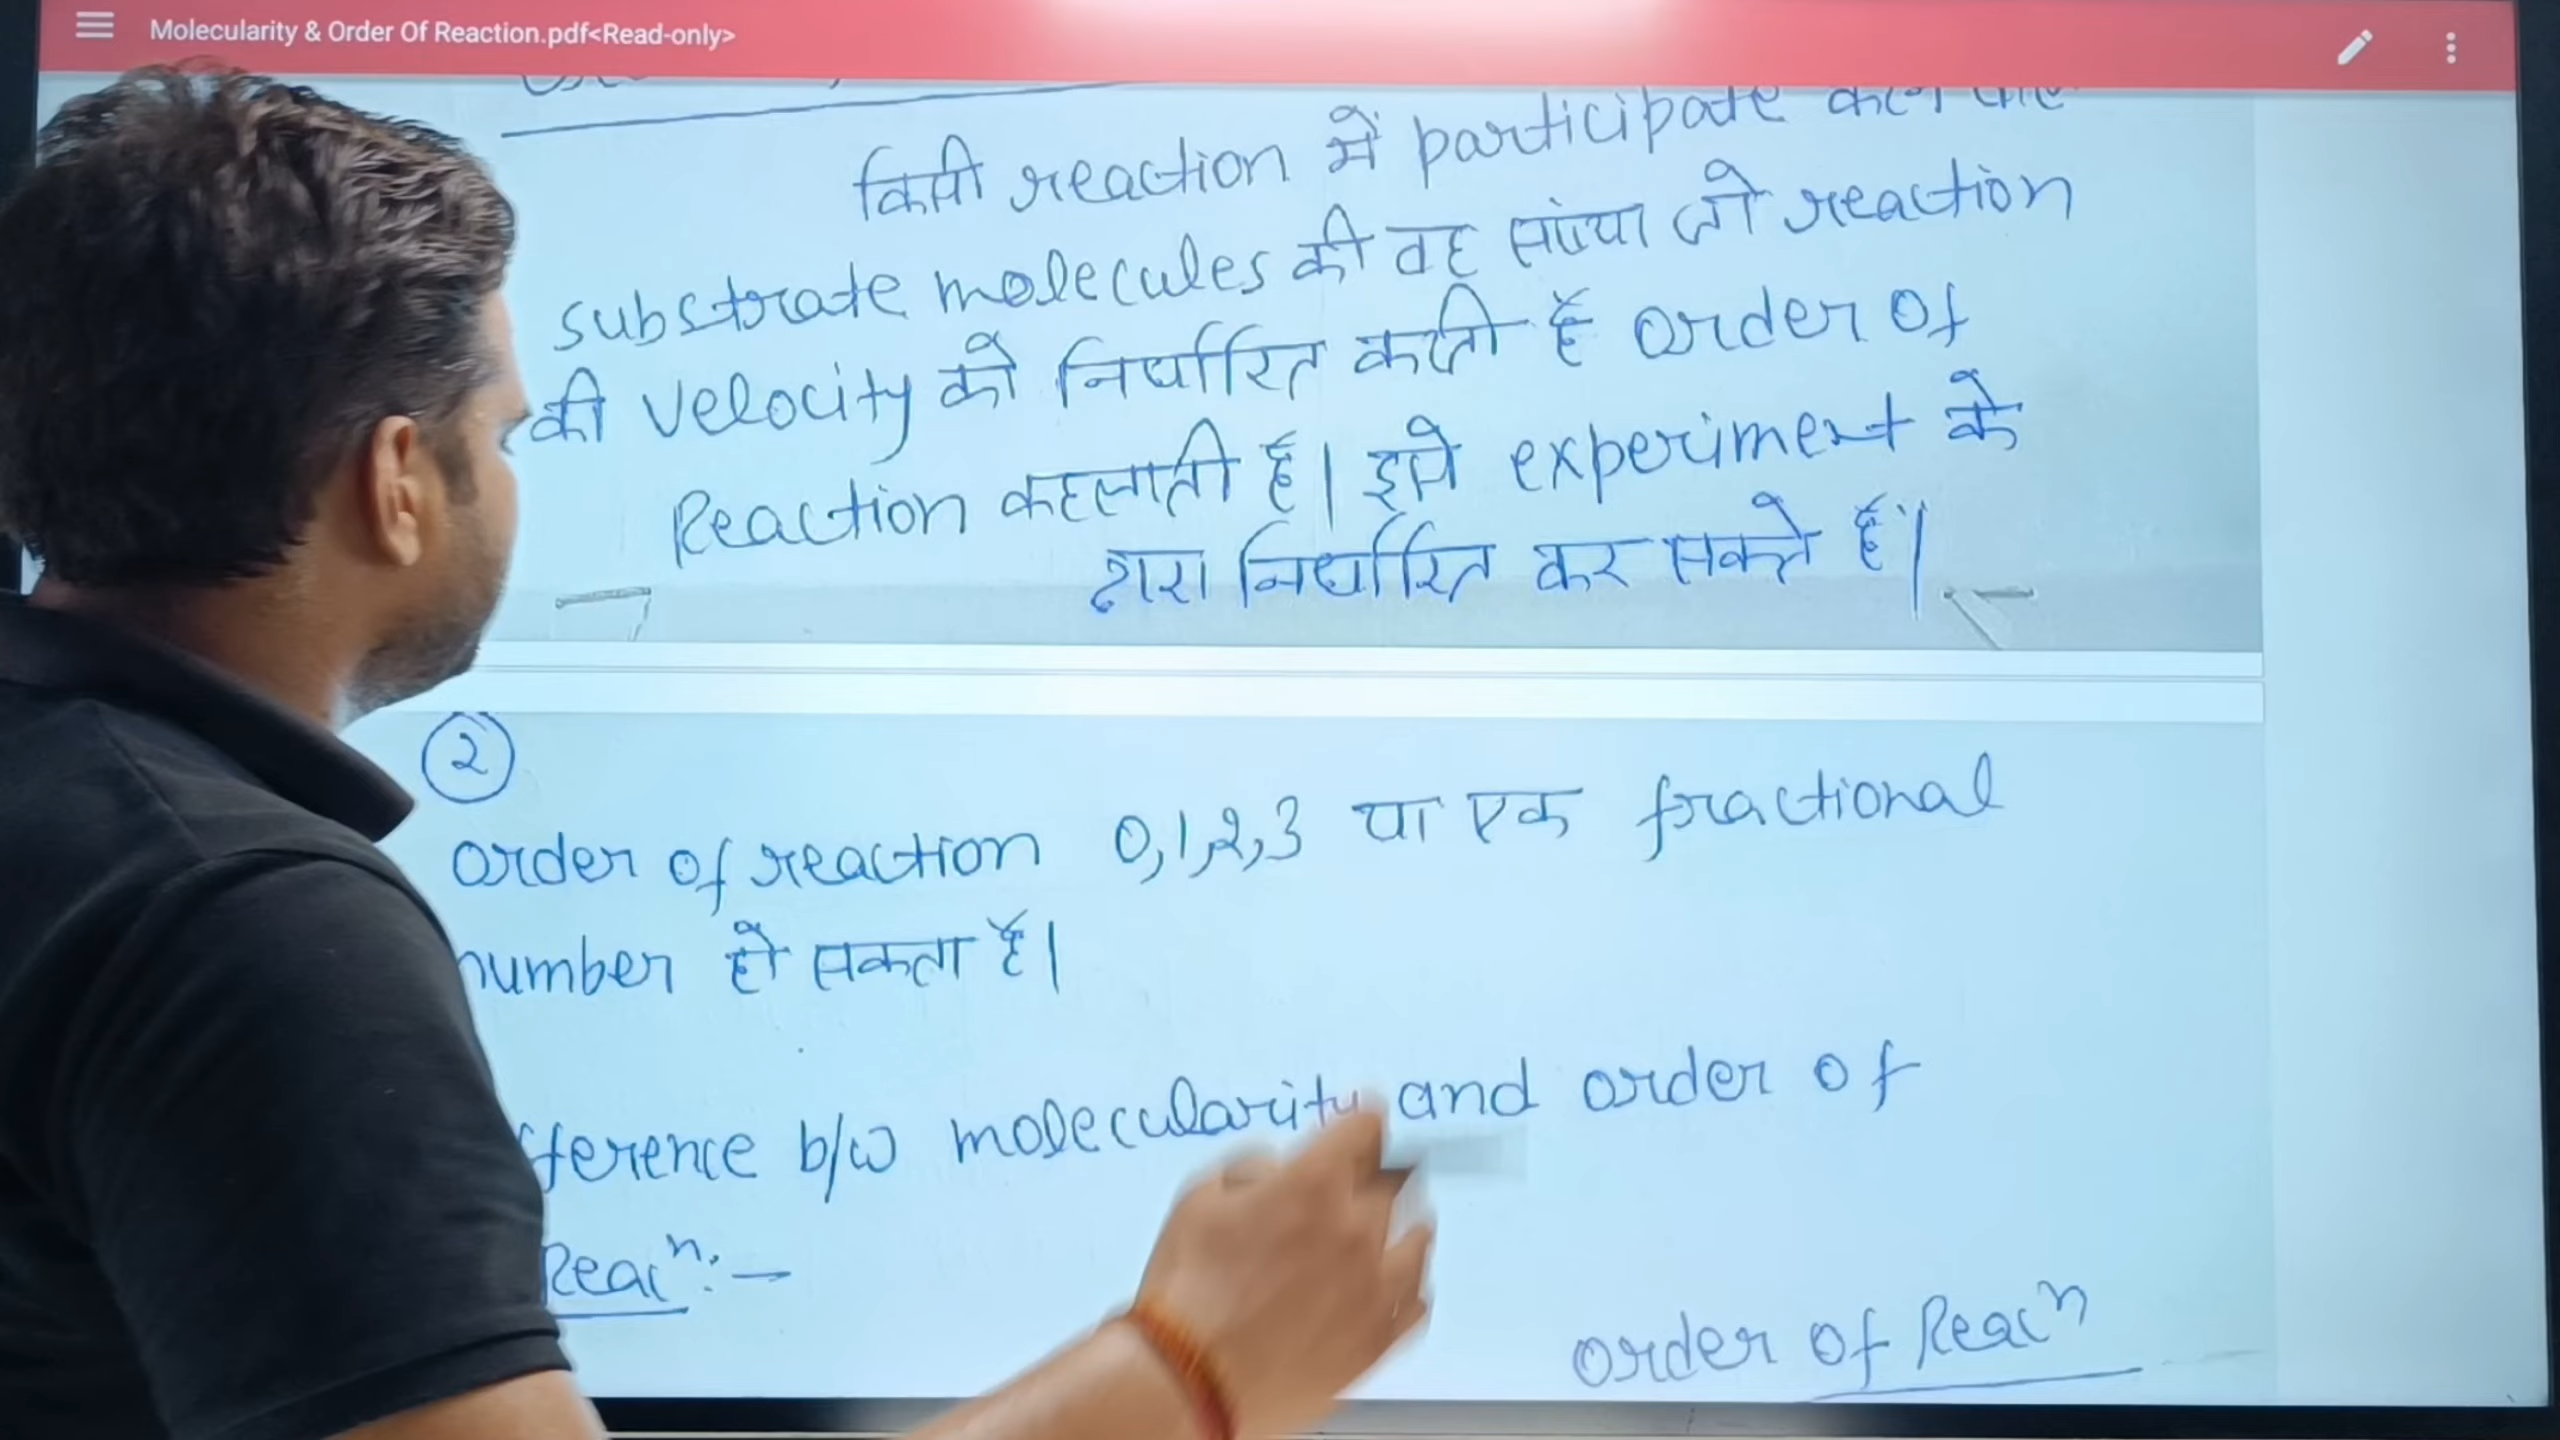 Molecularity & Order Of Reaction.pdf<Read-only>
किसी reaction में participate
substrate molecules की वह संख्या जो reaction
की velocity को निर्धारित करती है order of
Reaction कहलाती है| इसे experiment के
द्वारा निर्धारित कर सकते हैं|
2
order of reaction 0,1,2,3 या एक fractional
number हो सकता है|
fference b/w molecularity and order of
Reacⁿ:-
order of Reacⁿ